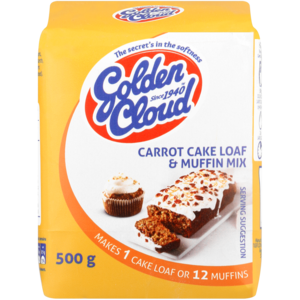 The secret's in the softness
Golden
Since 1940
Cloud
CARROT CAKE LOAF
& MUFFIN MIX
SERVING SUGGESTION
MAKES 1 CAKE LOAF OR 12 MUFFINS
500 g